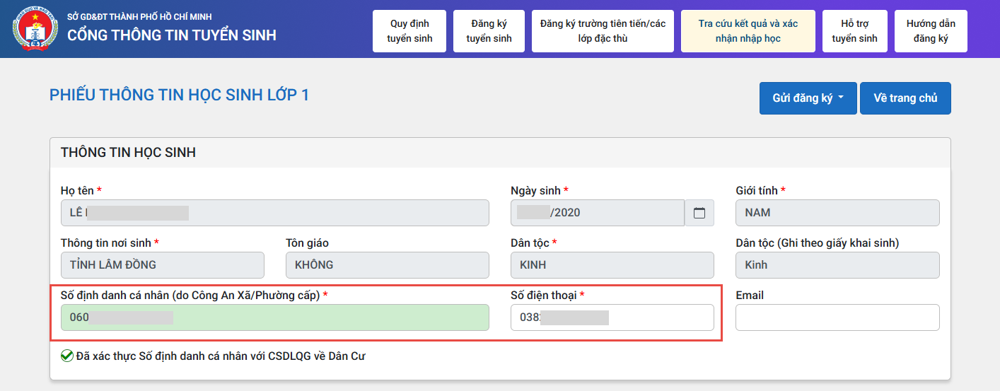 SỞ GD&ĐT THÀNH PHỐ HỒ CHÍ MINH
CỔNG THÔNG TIN TUYỂN SINH
Quy định
tuyển sinh
Đăng ký
tuyển sinh
Đăng ký trường tiên tiến/các
lớp đặc thù
Tra cứu kết quả và xác
nhận nhập học
Hỗ trợ
tuyển sinh
Hướng dẫn
đăng ký
PHIẾU THÔNG TIN HỌC SINH LỚP 1
Gửi đăng ký
Về trang chủ
THÔNG TIN HỌC SINH
Họ tên *
Ngày sinh *
Giới tính *
LÊ
/2020
NAM
Thông tin nơi sinh *
Tôn giáo
Dân tộc *
Dân tộc (Ghi theo giấy khai sinh)
TỈNH LÂM ĐỒNG
KHÔNG
KINH
Kinh
Số định danh cá nhân (do Công An Xã/Phường cấp) *
Số điện thoại *
Email
060
038
Đã xác thực Số định danh cá nhân với CSDLQG về Dân Cư